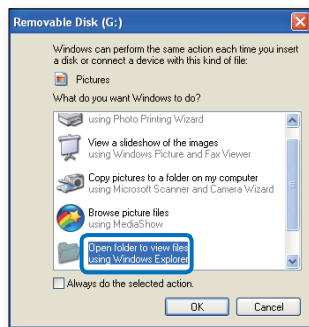 Removable Disk (G:)
Windows can perform the same action each time you insert
a disk or connect a device with this kind of file:
Pictures
What do you want Windows to do?
using Photo Printing Wizard
View a slideshow of the images
using Windows Picture and Fax Viewer
Copy pictures to a folder on my computer
using Microsoft Scanner and Camera Wizard
Browse picture files
using MediaShow
Open folder to view files
using Windows Explorer
Always do the selected action.
OK
Cancel